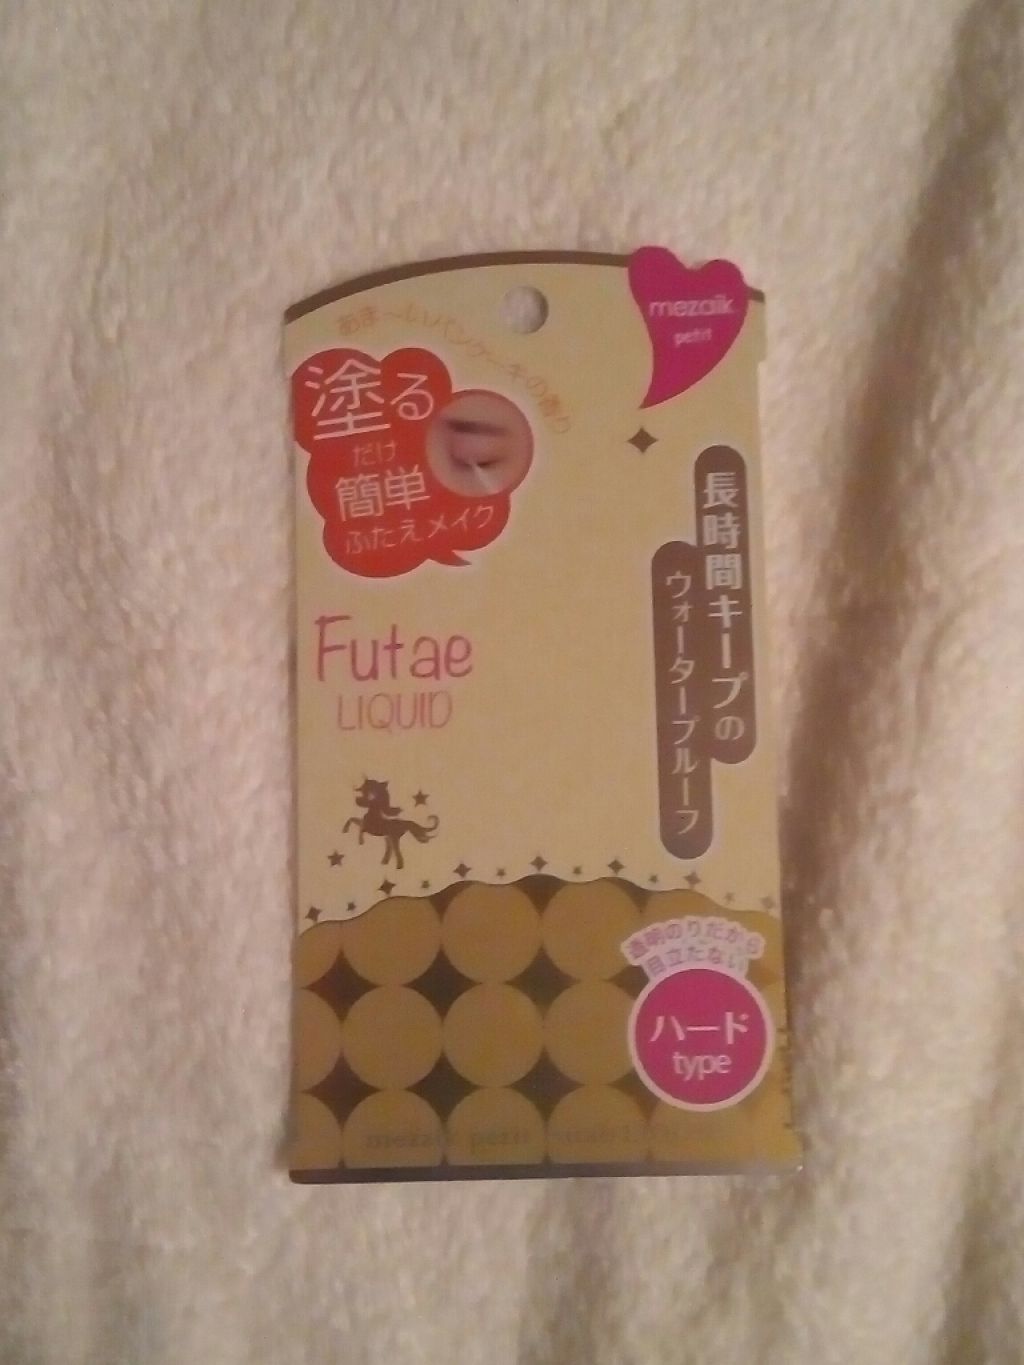 あま〜いパンケーキの香り
mezaik
petit
塗る
だけ
簡単
ふたえメイク
長時間キープの
ウォータープルーフ
Futae
LIQUID
透明のりだから
目立たない
ハード
type
mezaik petit